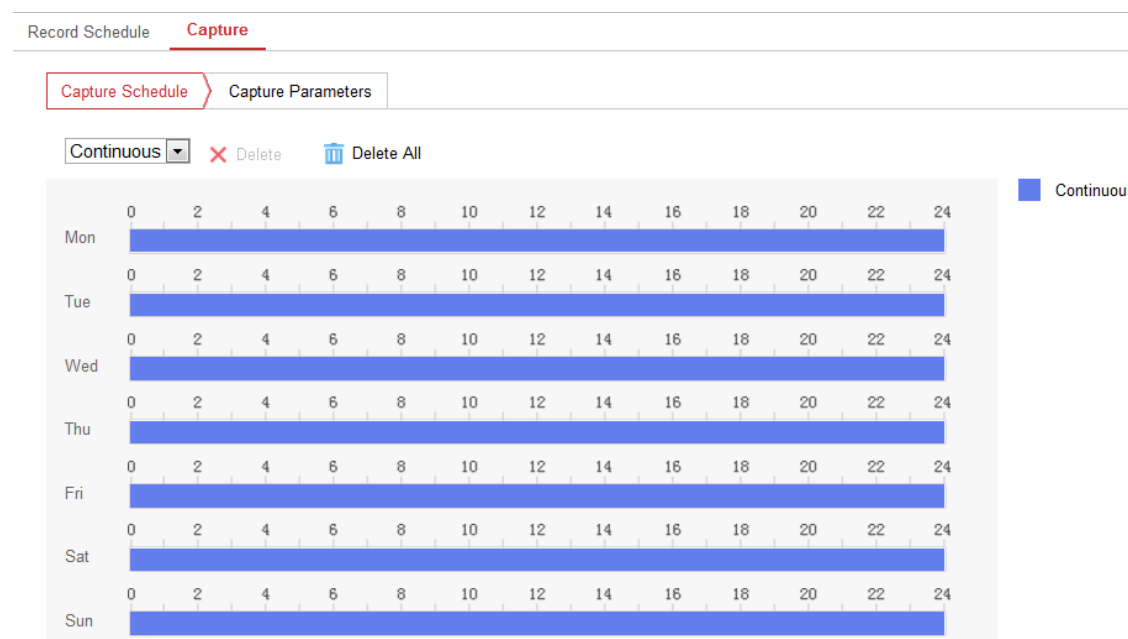 Record Schedule Capture
Capture Schedule Capture Parameters
Continuous Delete Delete All
Continuou
0 2 4 6 8 10 12 14 16 18 20 22 24
Mon
0 2 4 6 8 10 12 14 16 18 20 22 24
Tue
0 2 4 6 8 10 12 14 16 18 20 22 24
Wed
0 2 4 6 8 10 12 14 16 18 20 22 24
Thu
0 2 4 6 8 10 12 14 16 18 20 22 24
Fri
0 2 4 6 8 10 12 14 16 18 20 22 24
Sat
0 2 4 6 8 10 12 14 16 18 20 22 24
Sun